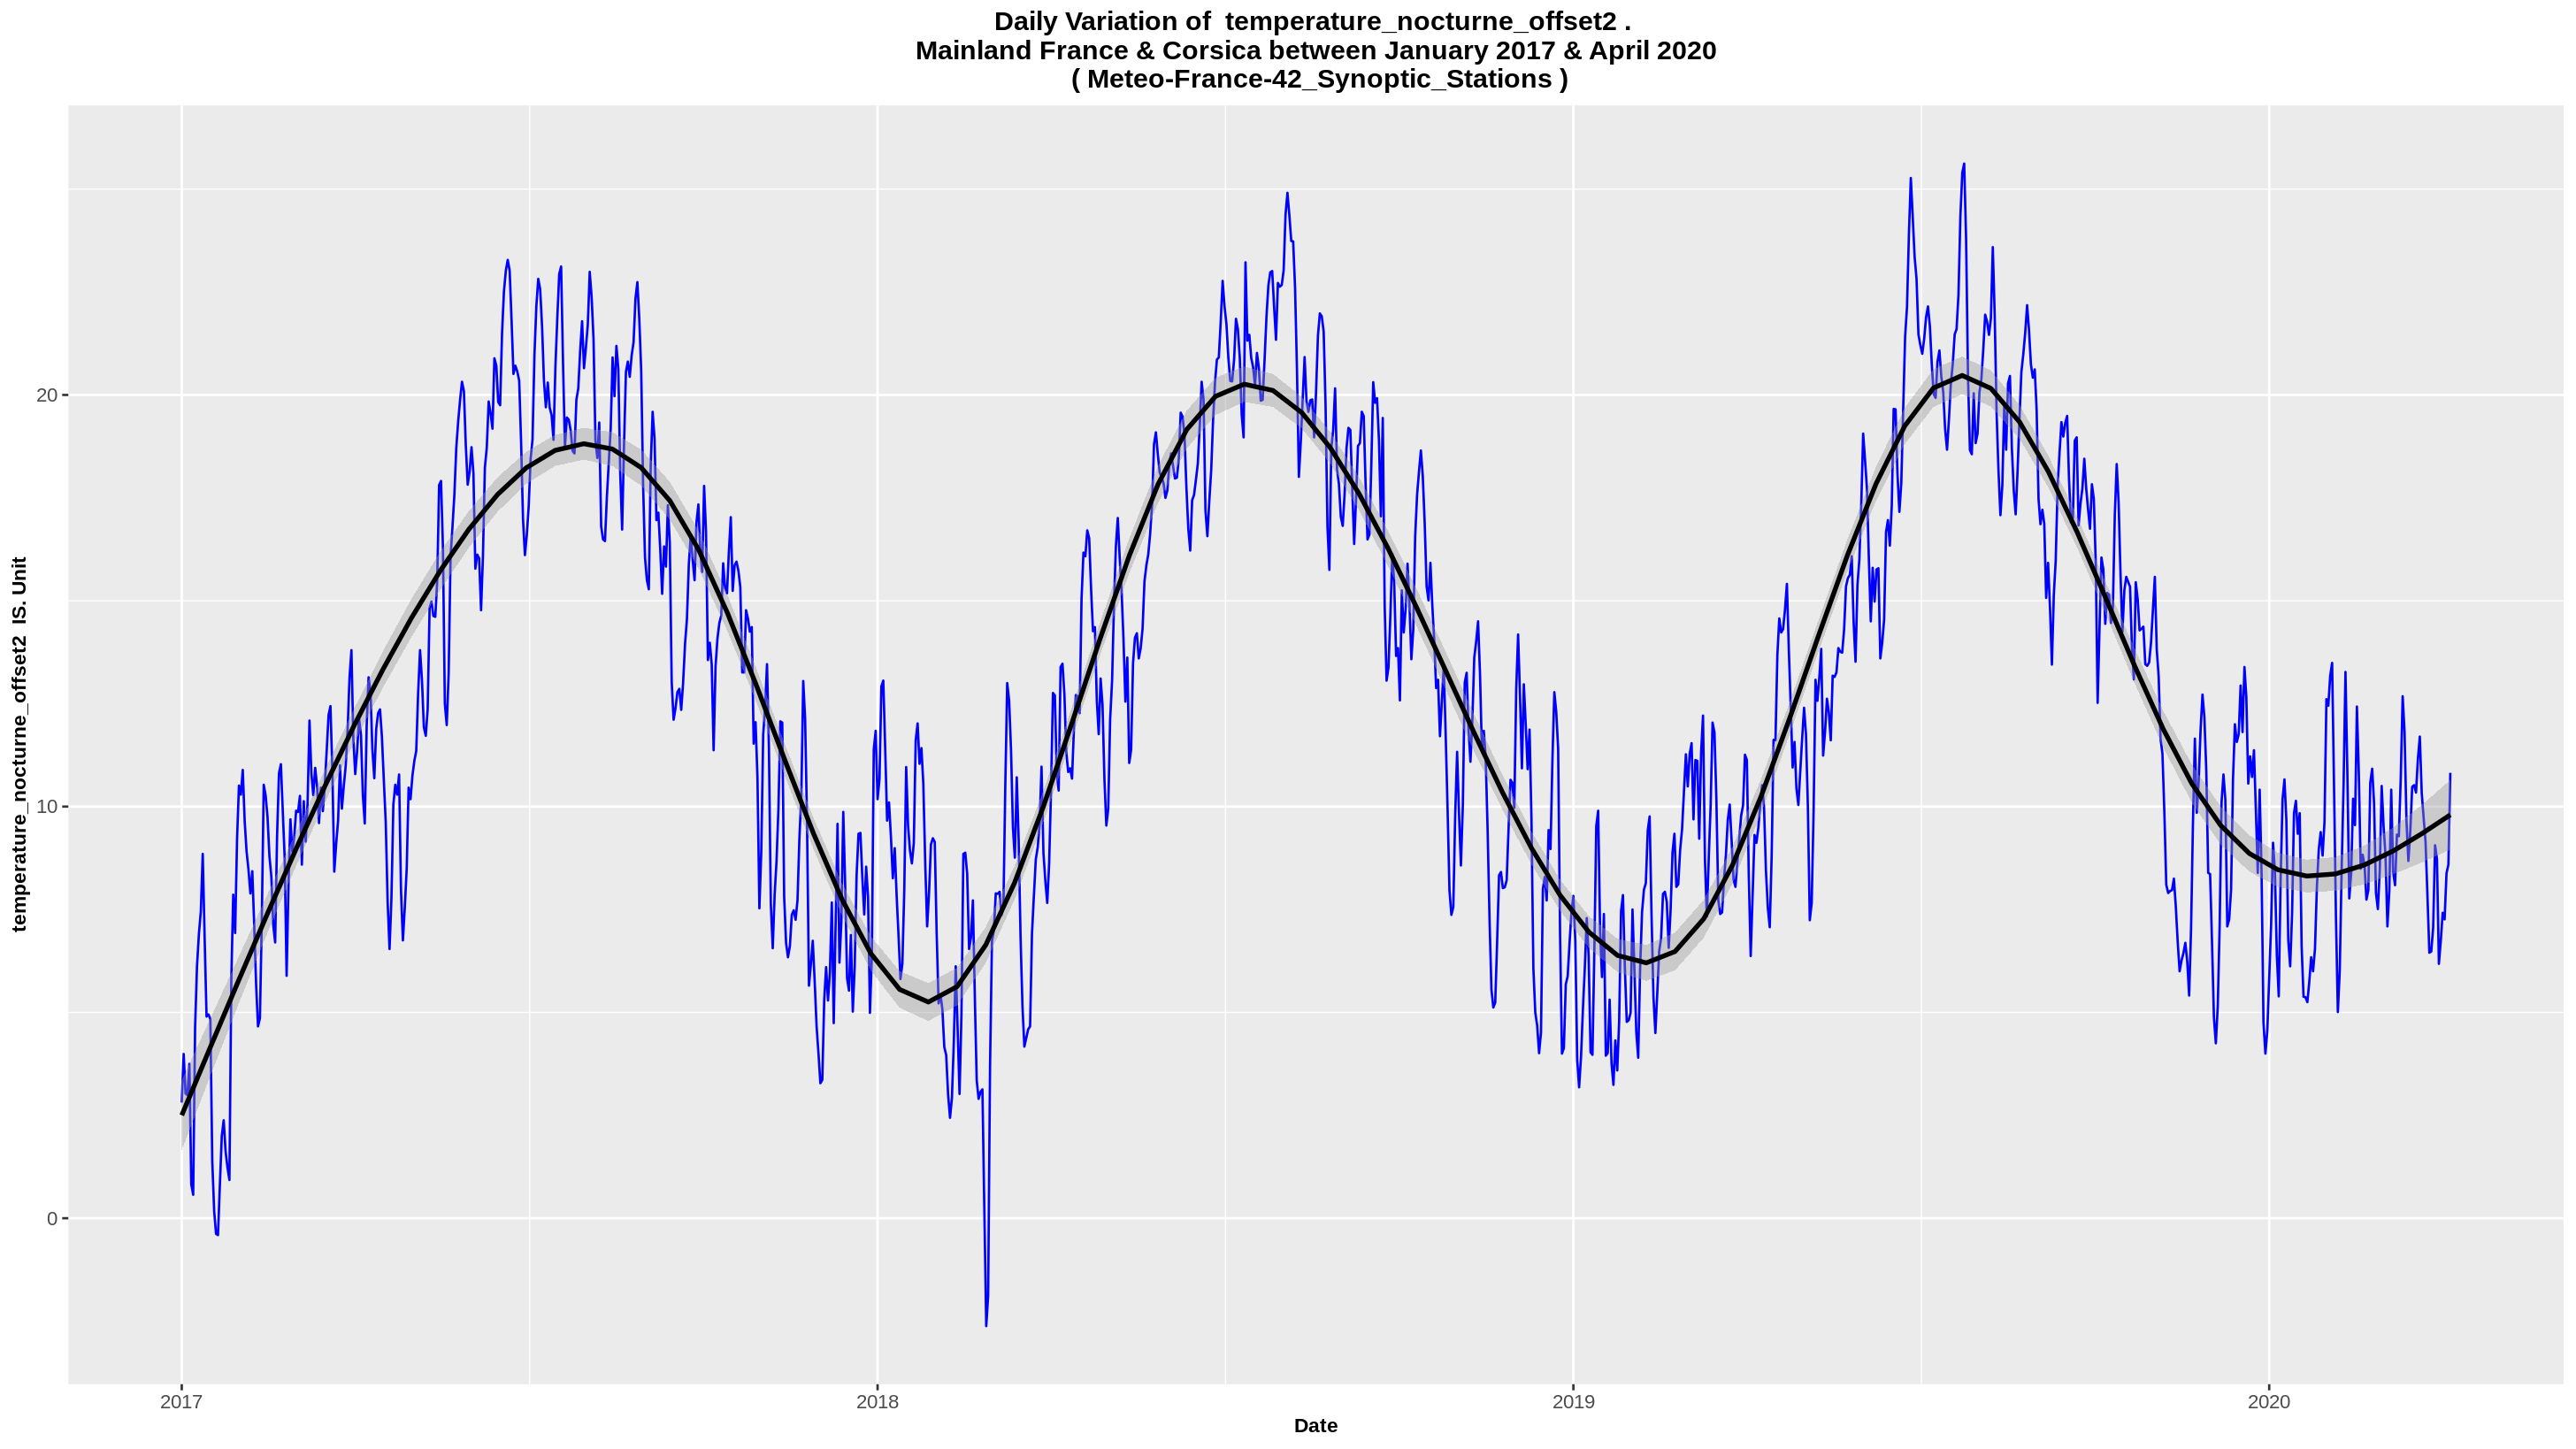 Daily Variation of  temperature_nocturne_offset2 .
Mainland France & Corsica between January 2017 & April 2020
( Meteo-France-42_Synoptic_Stations )
temperature_nocturne_offset2  IS. Unit
20
10
0
2017
2018
2019
2020
Date